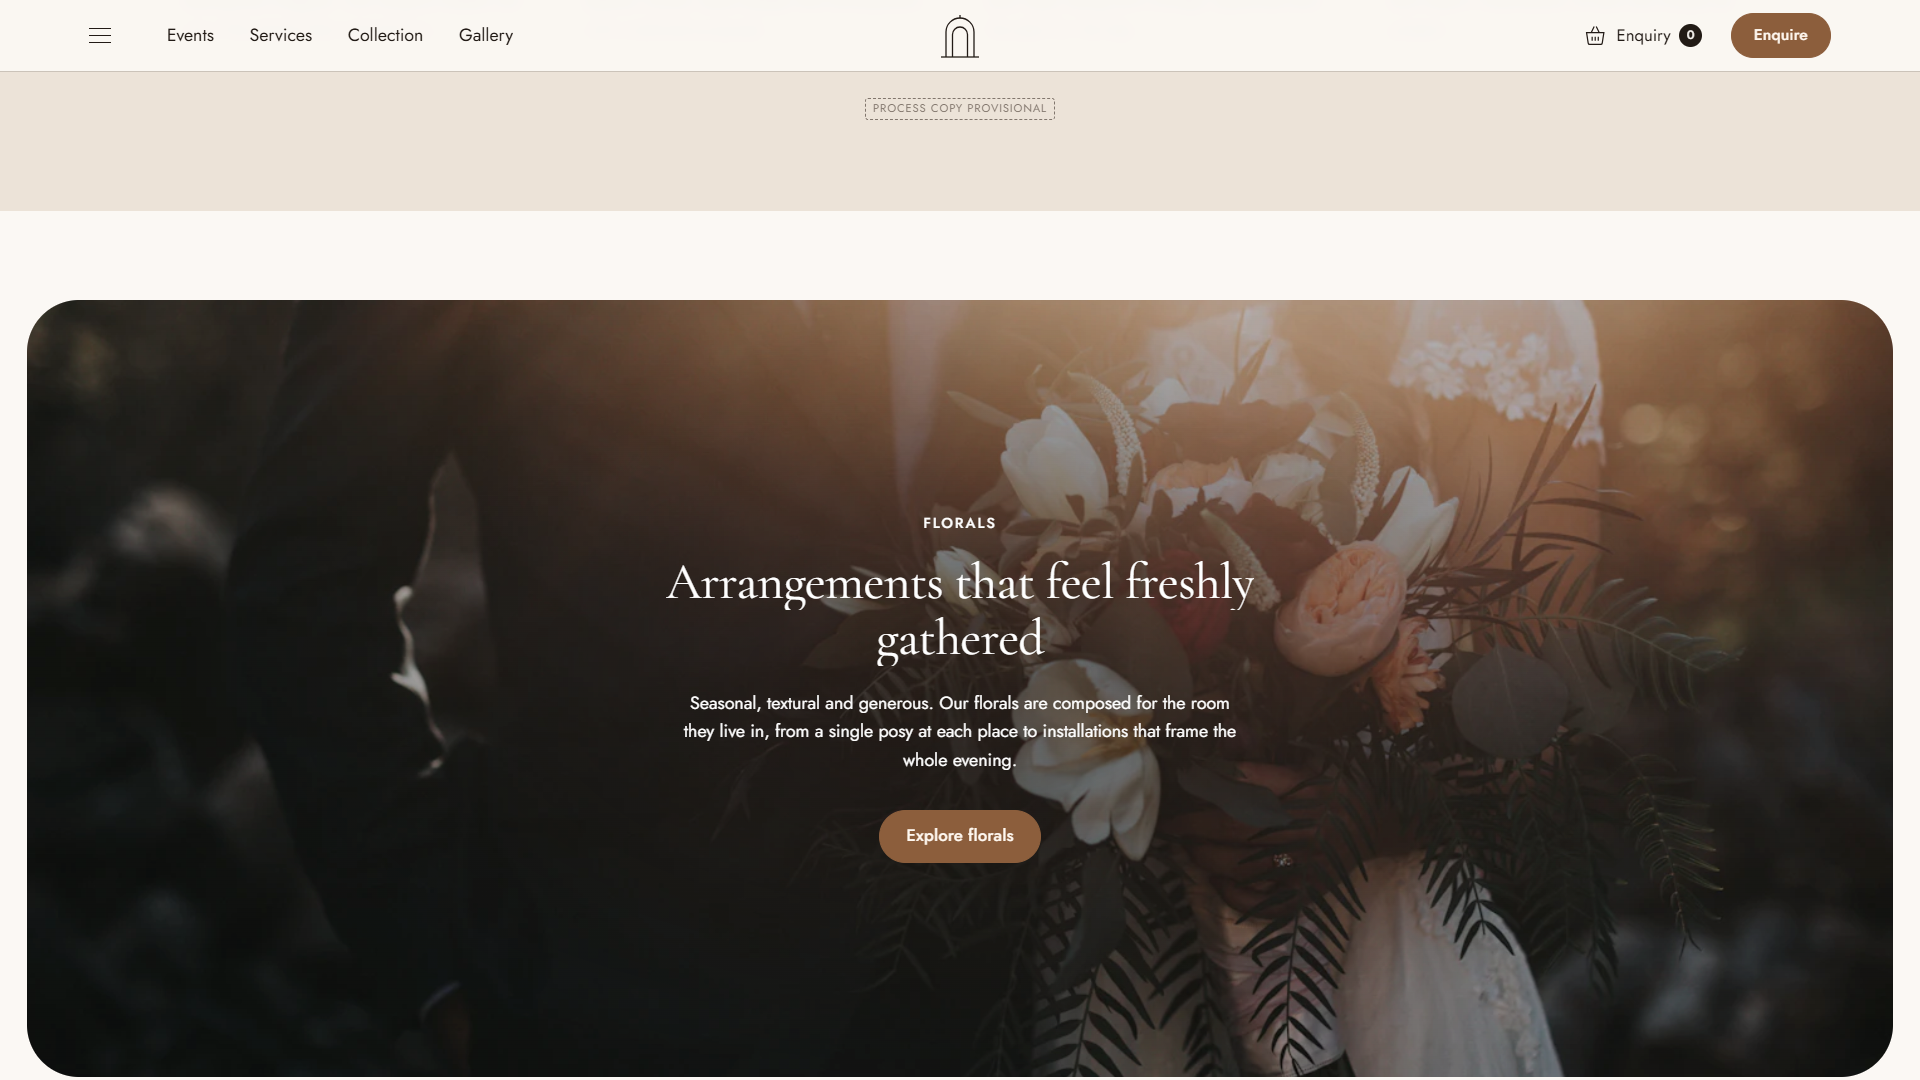 Events Services Collection Gallery Enquiry 0 Enquire
PROCESS COPY PROVISIONAL
FLORALS
Arrangements that feel freshly
gathered
Seasonal, textural and generous. Our florals are composed for the room
they live in, from a single posy at each place to installations that frame the
whole evening.
Explore florals